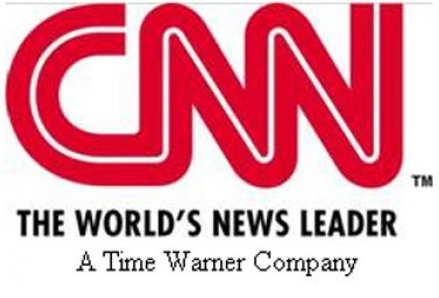 CNN
™
THE WORLD'S NEWS LEADER
A Time Warner Company